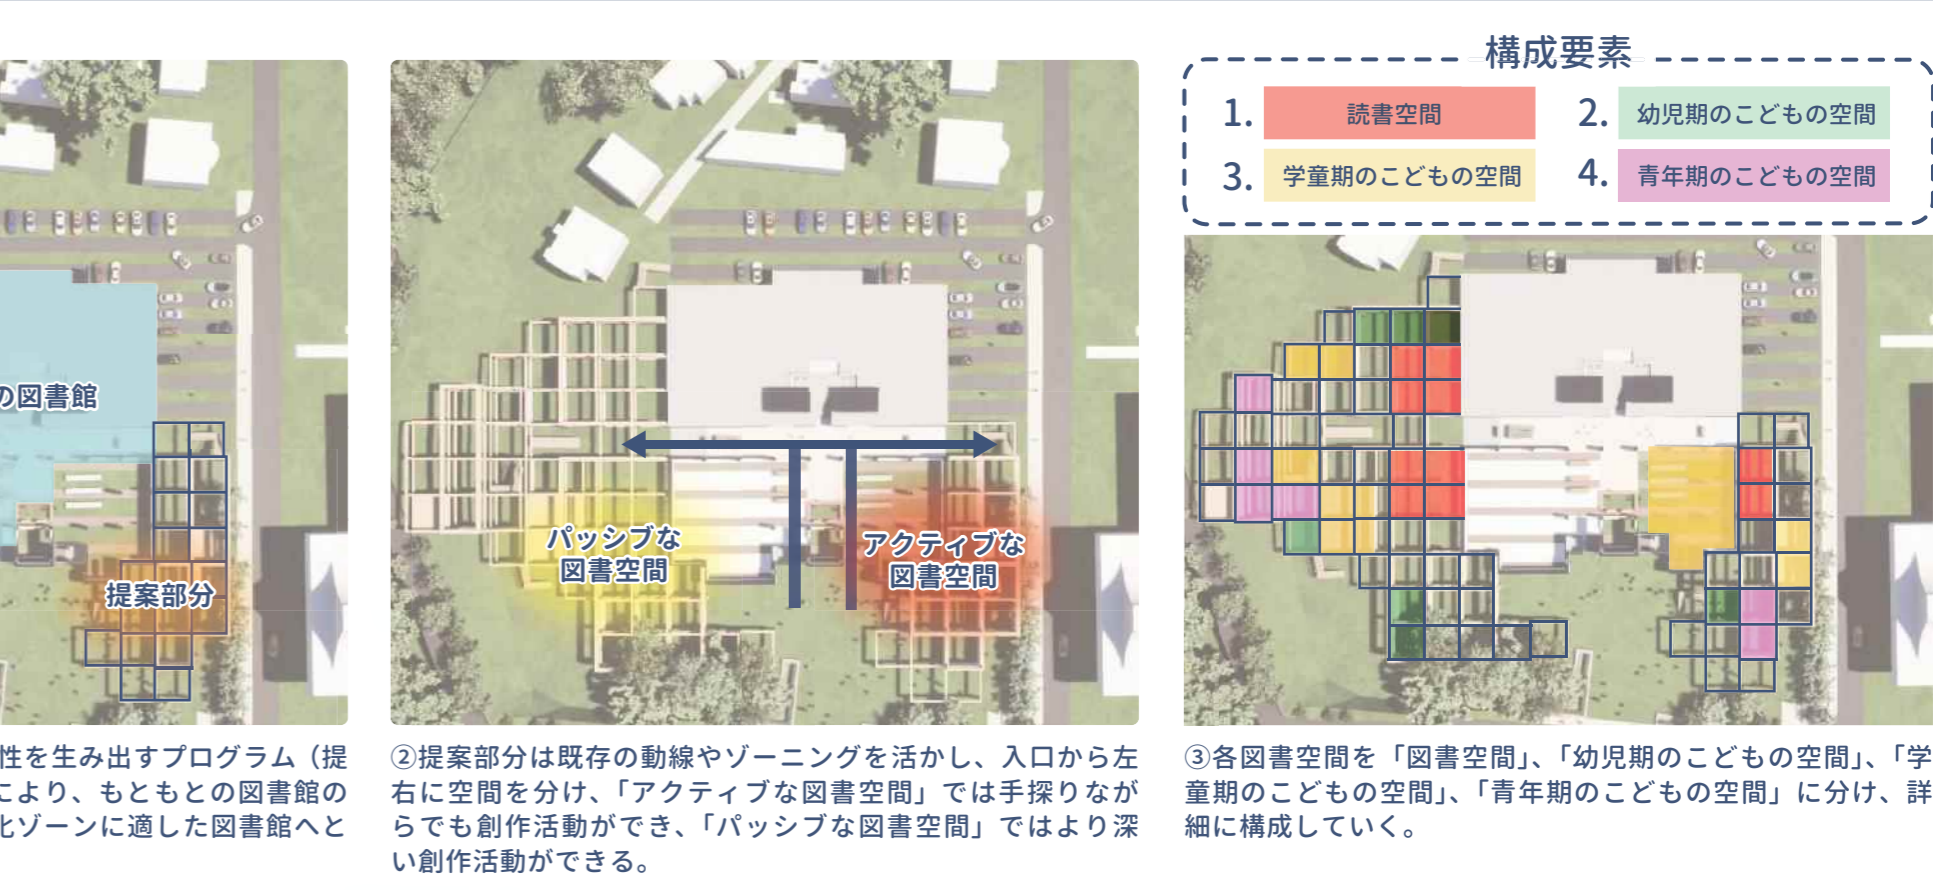 の図書館
提案部分
性を生み出すプログラム（提
により、もともとの図書館の
化ゾーンに適した図書館へと
パッシブな
図書空間
アクティブな
図書空間
②提案部分は既存の動線やゾーニングを活かし、入口から左
右に空間を分け、「アクティブな図書空間」では手探りなが
らでも創作活動ができ、「パッシブな図書空間」ではより深
い創作活動ができる。
構成要素
1. 読書空間 2. 幼児期のこどもの空間
3. 学童期のこどもの空間 4. 青年期のこどもの空間
③各図書空間を「図書空間」、「幼児期のこどもの空間」、「学
童期のこどもの空間」、「青年期のこどもの空間」に分け、詳
細に構成していく。